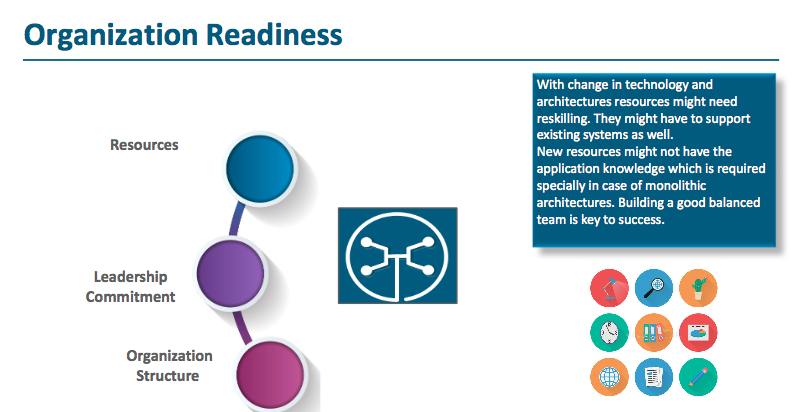 Organization Readiness
With change in technology and
architectures resources might need
reskilling. They might have to support
existing systems as well.
New resources might not have the
application knowledge which is required
specially in case of monolithic
architectures. Building a good balanced
team is key to success.
Resources
Leadership
Commitment
Organization
Structure